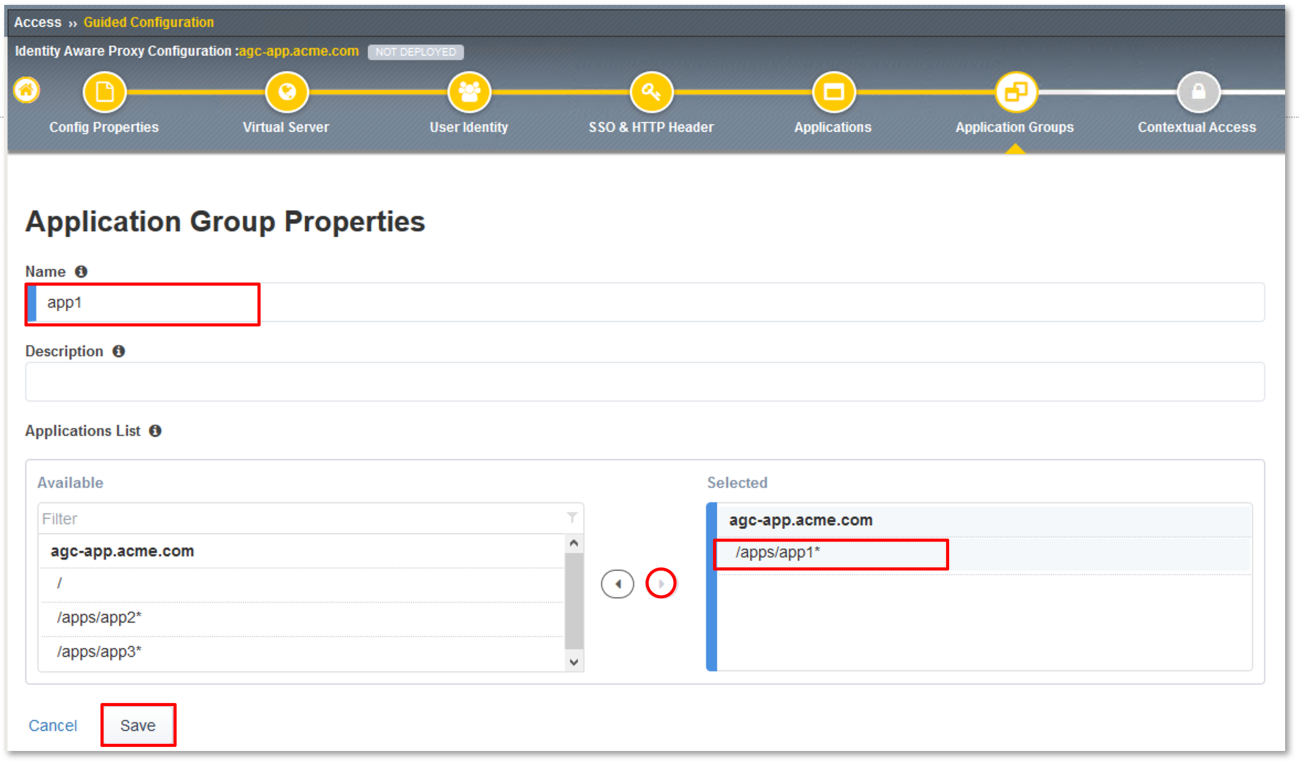 Access ›› Guided Configuration
Identity Aware Proxy Configuration :agc-app.acme.com NOT DEPLOYED
Config Properties Virtual Server User Identity SSO & HTTP Header Applications Application Groups Contextual Access
Application Group Properties
Name
app1
Description
Applications List
Available
Filter
agc-app.acme.com
/
/apps/app2*
/apps/app3*
Selected
agc-app.acme.com
/apps/app1*
Cancel Save